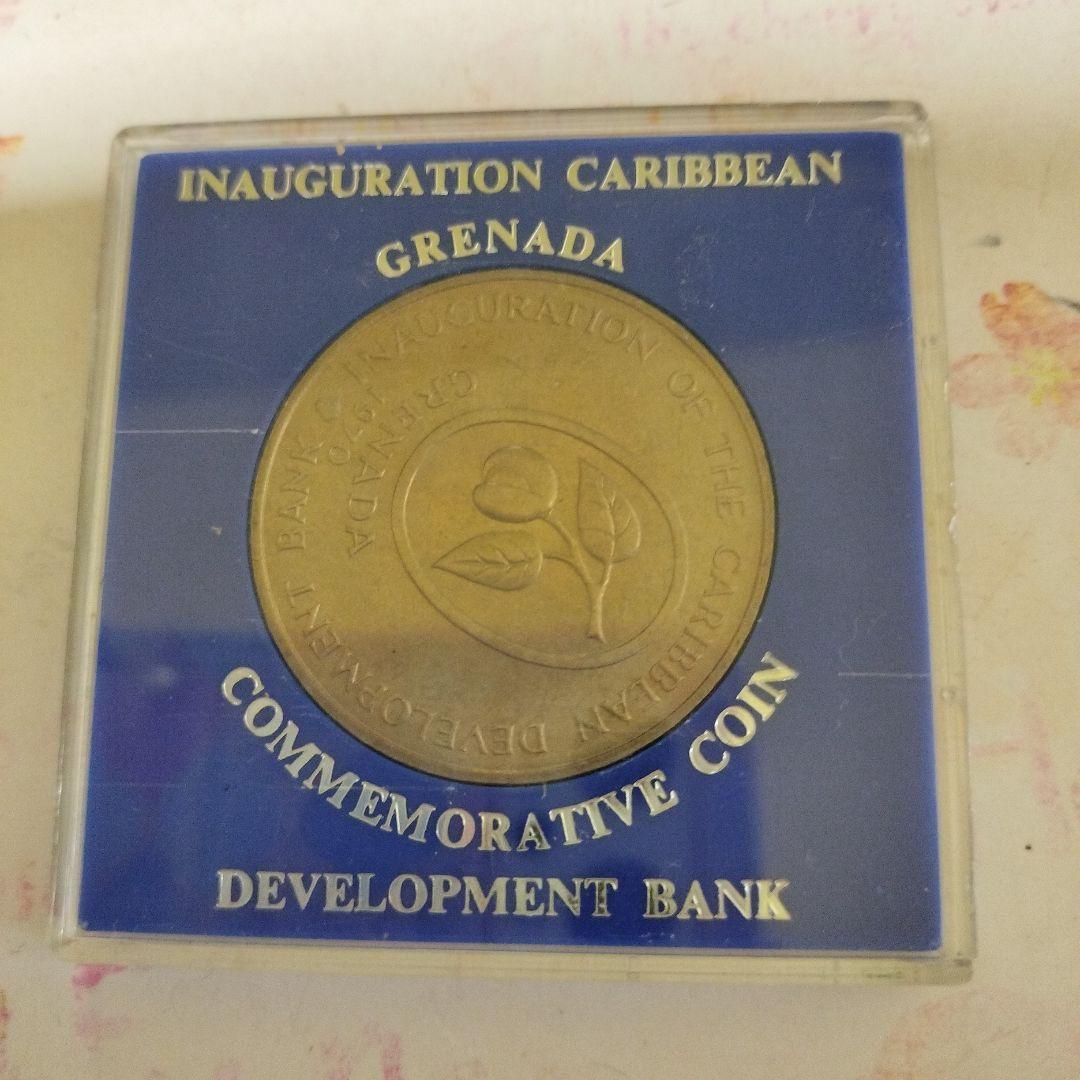 INAUGURATION CARIBBEAN
GRENADA
INAUGURATION OF THE CARIBBEAN DEVELOPMENT BANK
GRENADA
1970
COMMEMORATIVE COIN
DEVELOPMENT BANK